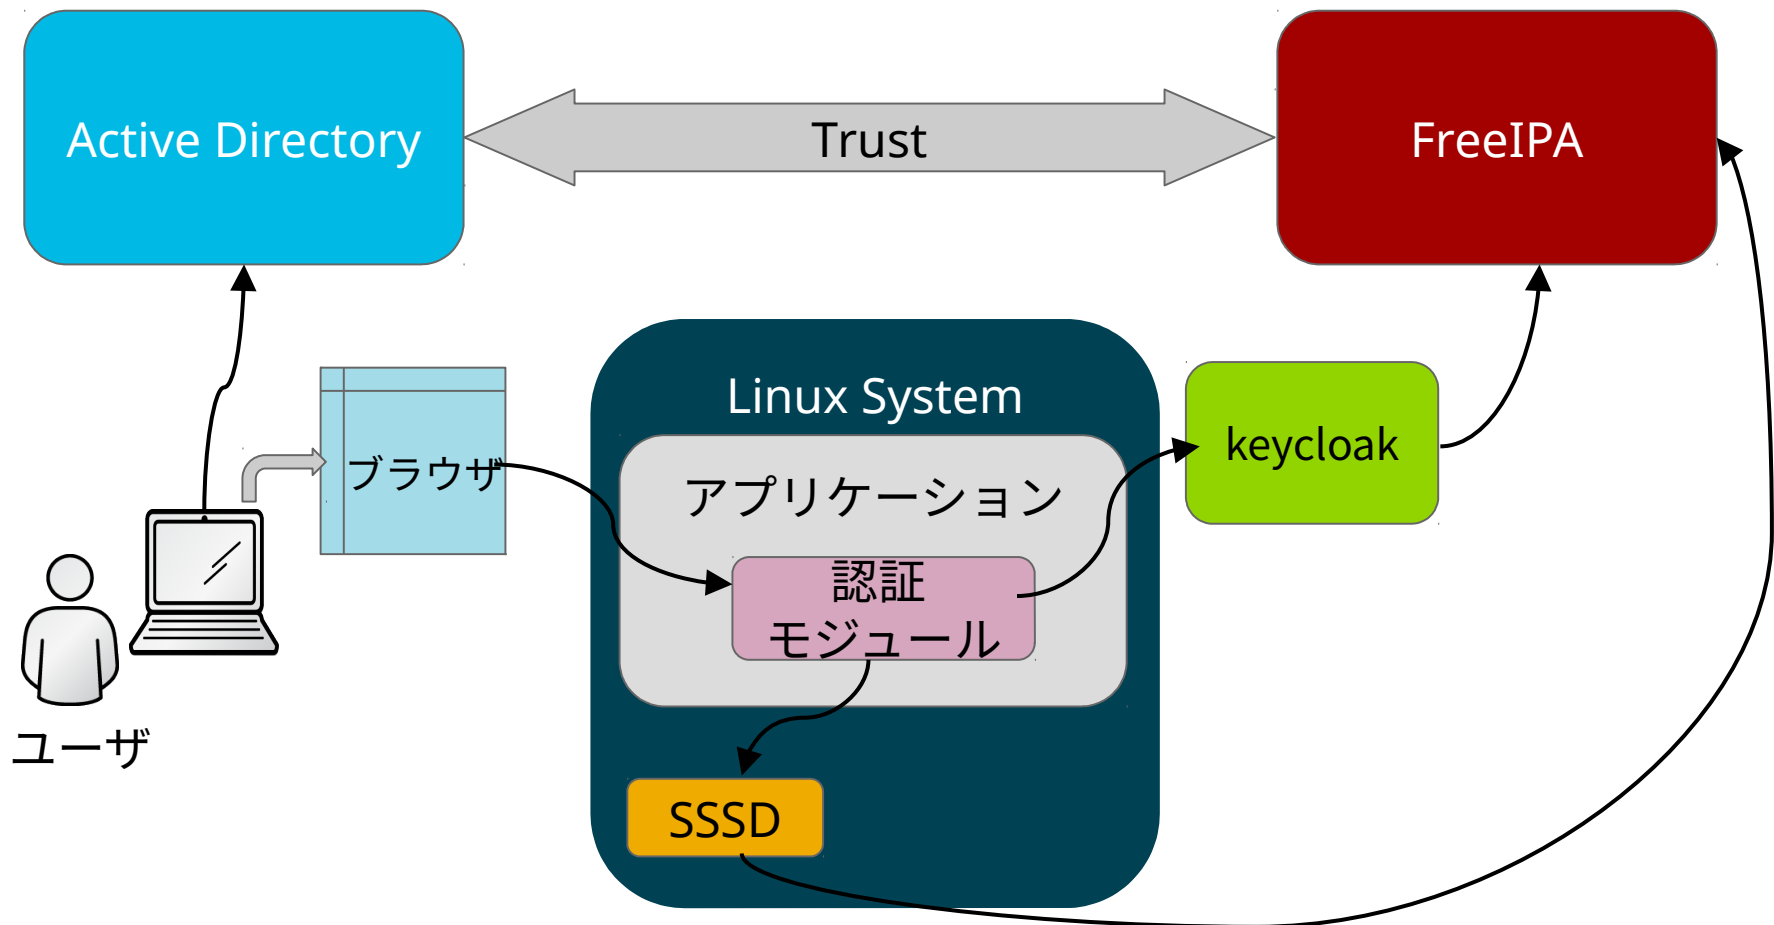 Active Directory
Trust
FreeIPA
Linux System
keycloak
ブラウザ
アプリケーション
認証
モジュール
ユーザ
SSSD